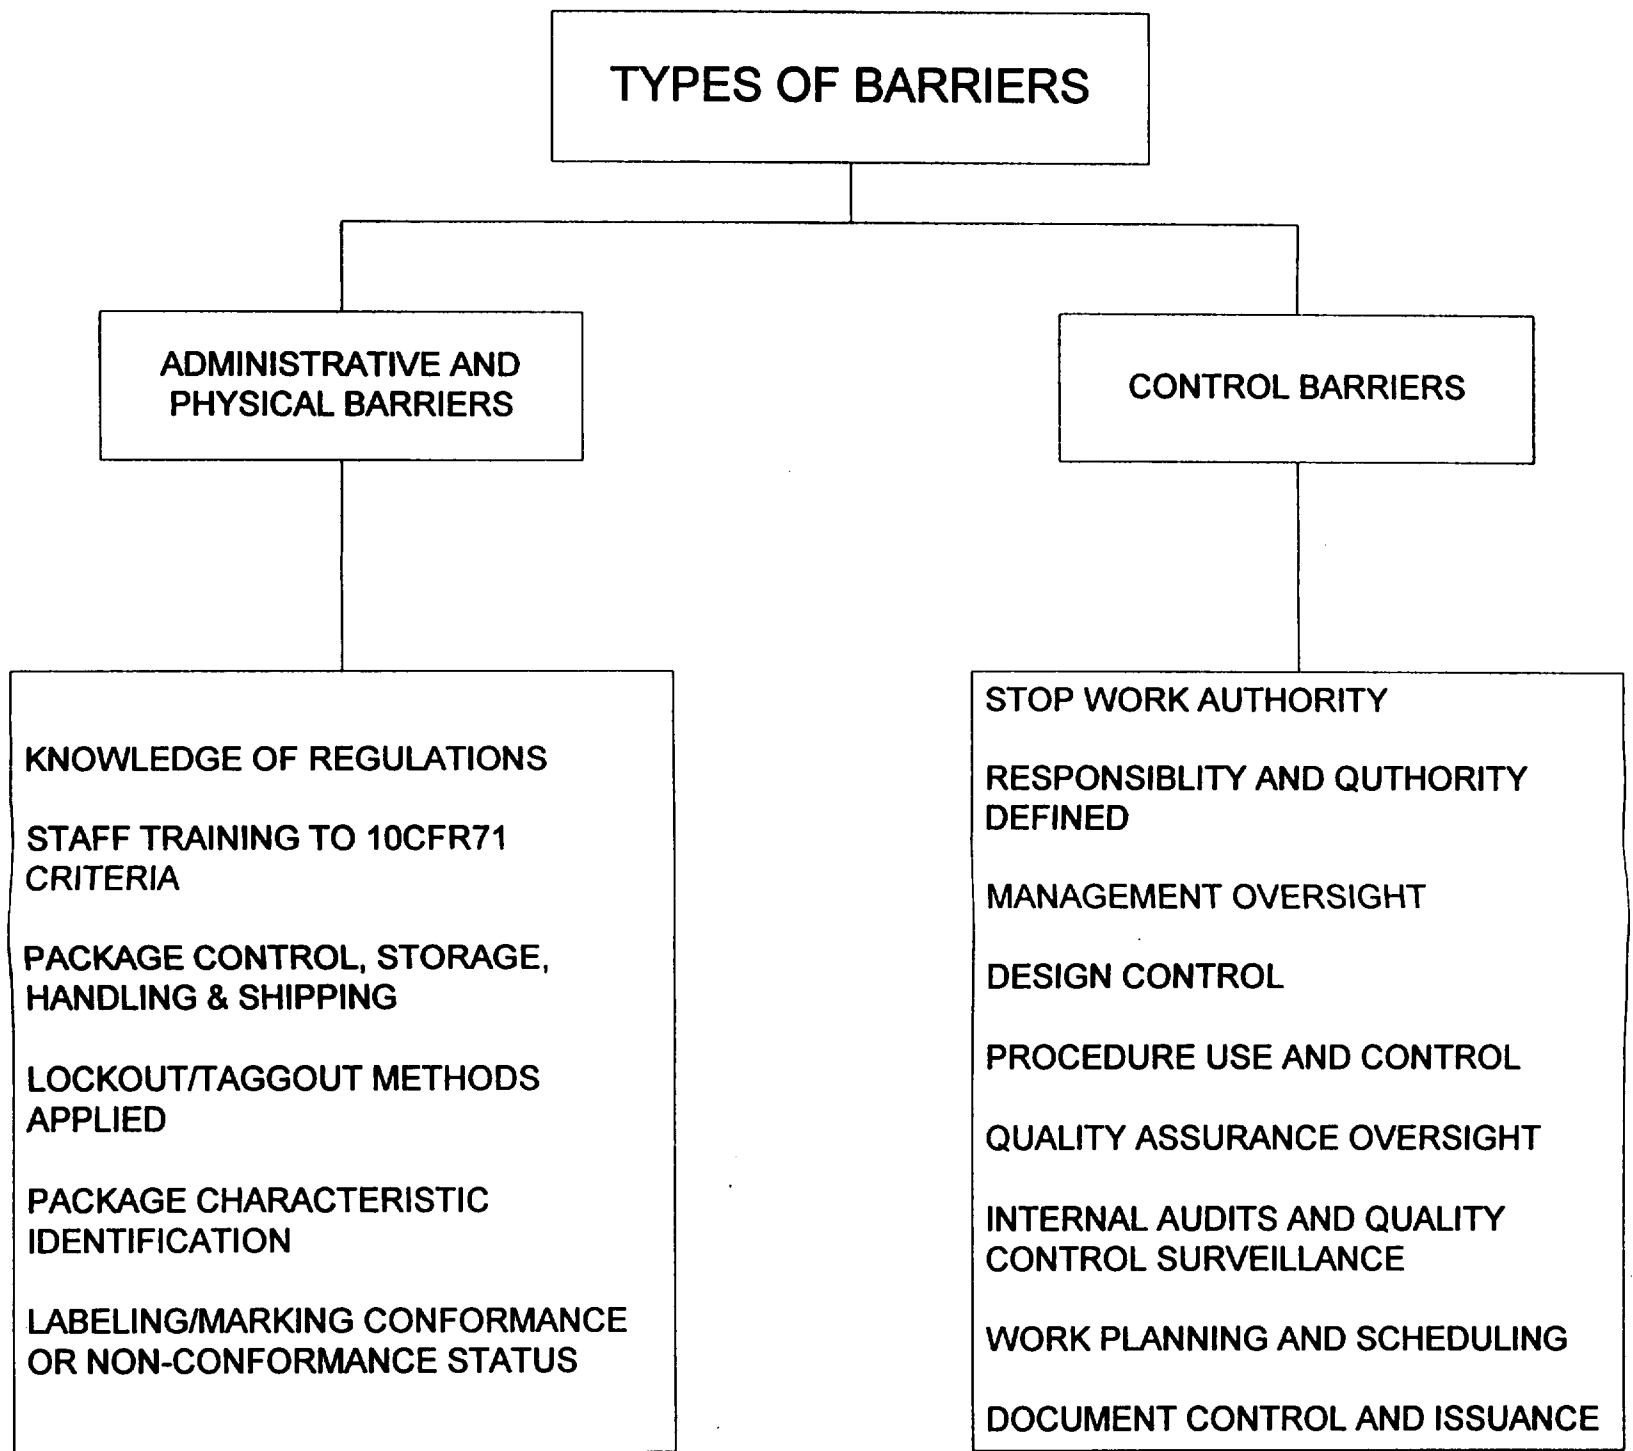 TYPES OF BARRIERS
ADMINISTRATIVE AND
PHYSICAL BARRIERS
CONTROL BARRIERS
KNOWLEDGE OF REGULATIONS
STAFF TRAINING TO 10CFR71
CRITERIA
PACKAGE CONTROL, STORAGE,
HANDLING & SHIPPING
LOCKOUT/TAGGOUT METHODS
APPLIED
PACKAGE CHARACTERISTIC
IDENTIFICATION
LABELING/MARKING CONFORMANCE
OR NON-CONFORMANCE STATUS
STOP WORK AUTHORITY
RESPONSIBLITY AND QUTHORITY
DEFINED
MANAGEMENT OVERSIGHT
DESIGN CONTROL
PROCEDURE USE AND CONTROL
QUALITY ASSURANCE OVERSIGHT
INTERNAL AUDITS AND QUALITY
CONTROL SURVEILLANCE
WORK PLANNING AND SCHEDULING
DOCUMENT CONTROL AND ISSUANCE